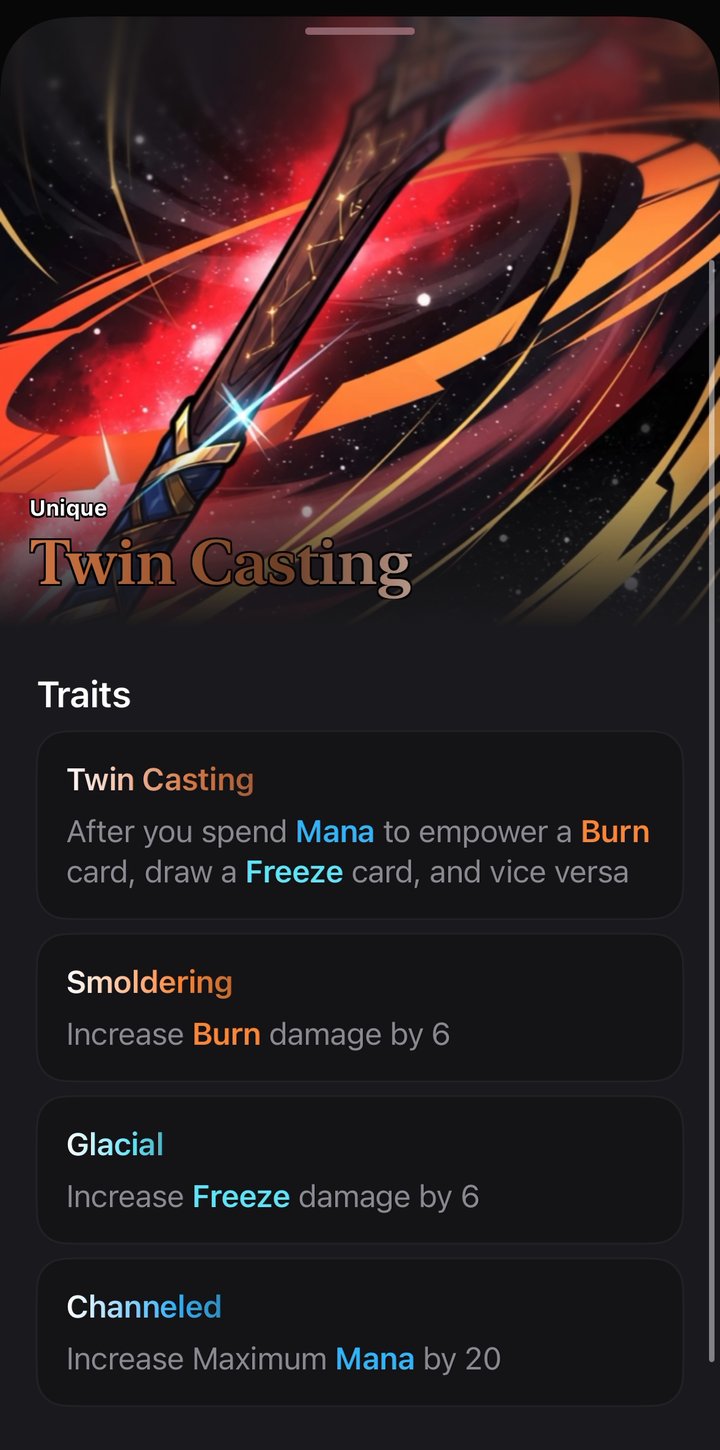 Unique
Twin Casting
Traits
Twin Casting
After you spend Mana to empower a Burn
card, draw a Freeze card, and vice versa
Smoldering
Increase Burn damage by 6
Glacial
Increase Freeze damage by 6
Channeled
Increase Maximum Mana by 20